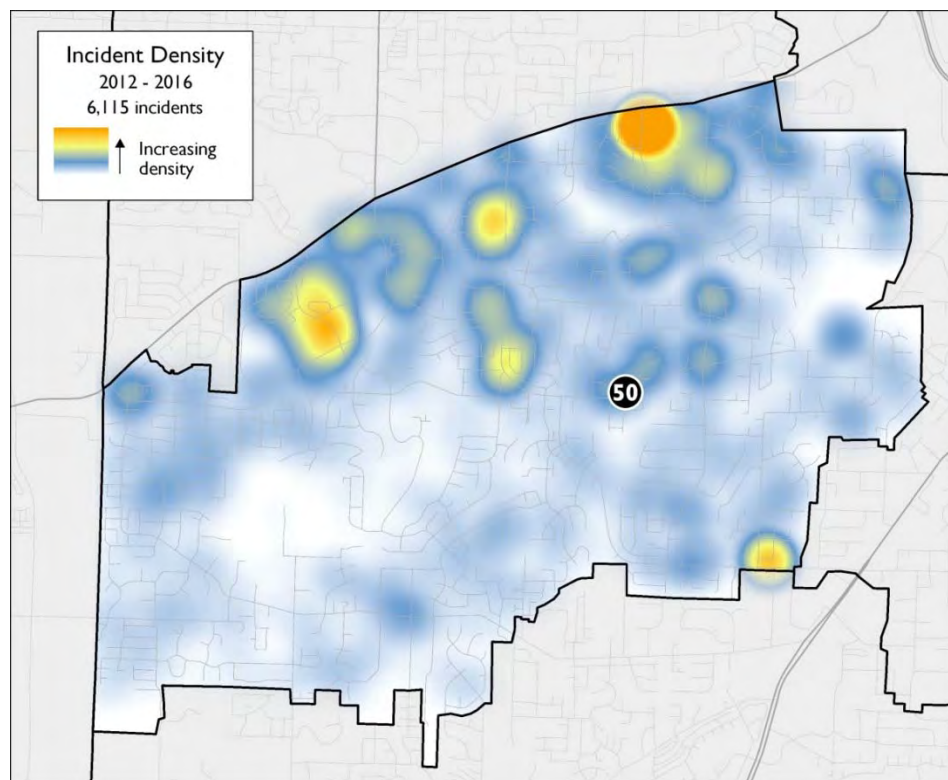 Incident Density
2012 - 2016
6,115 incidents
Increasing
density
50